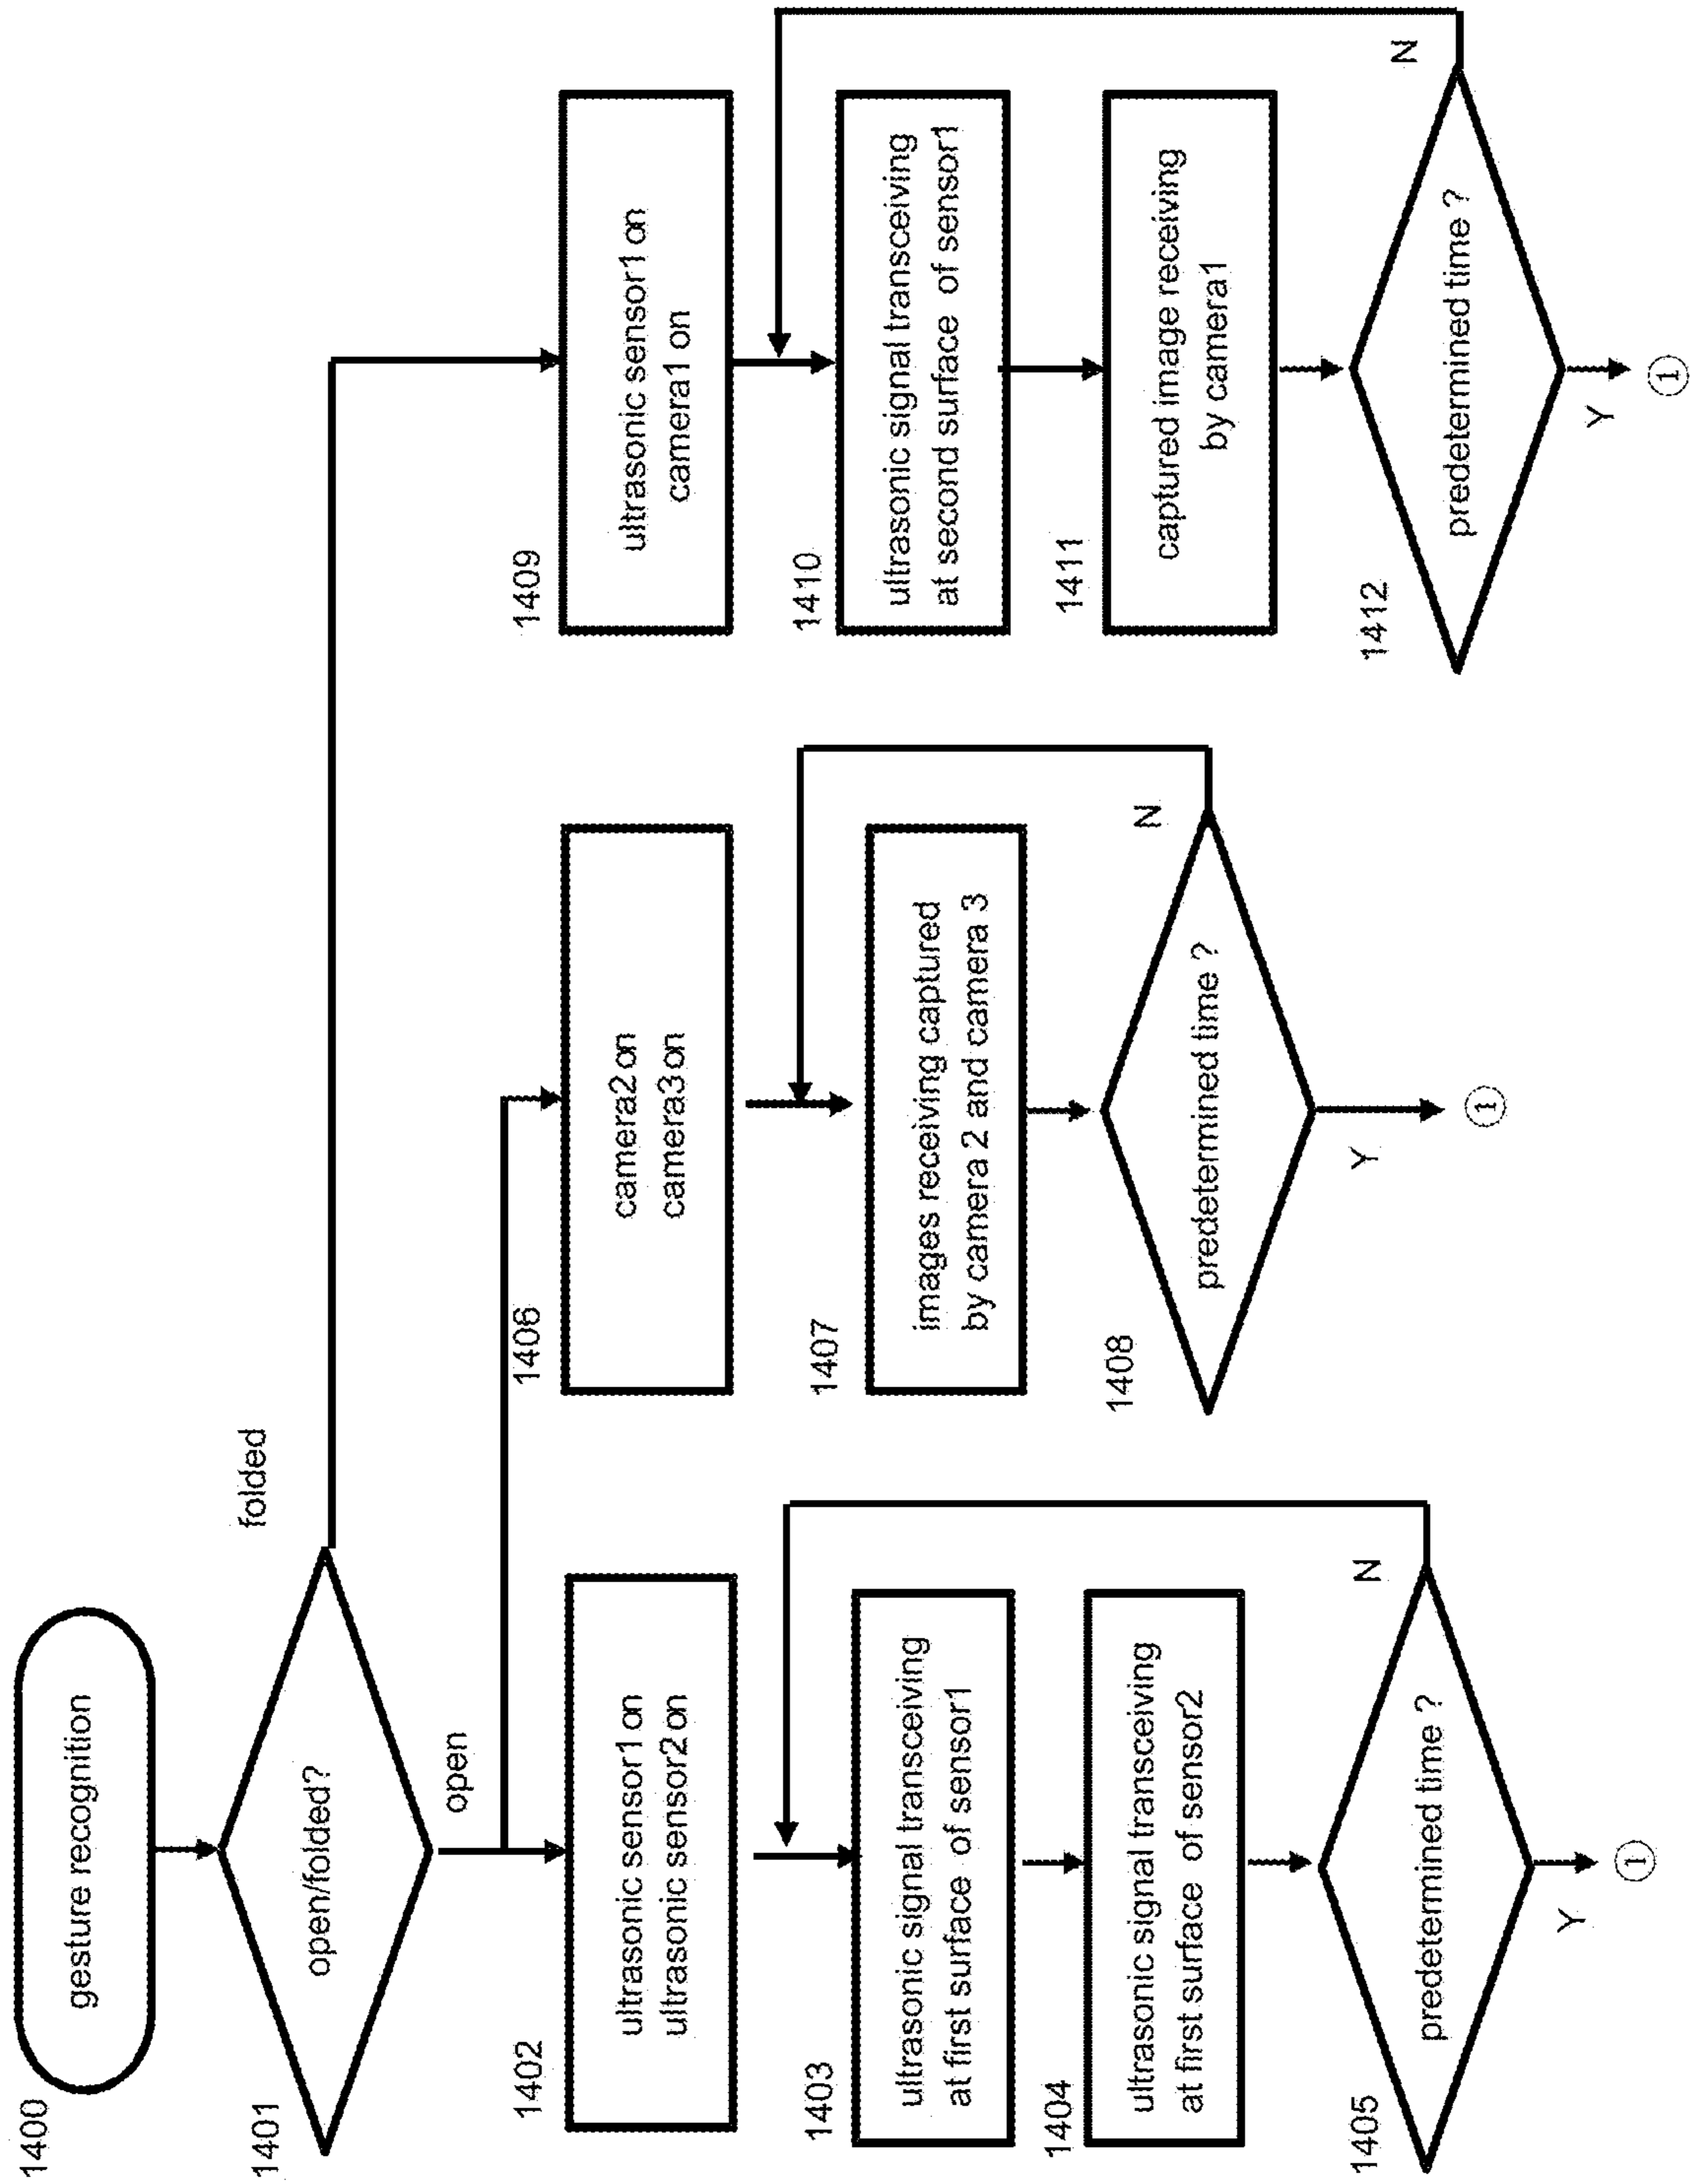 1400
gesture recognition
1401
open/folded?
folded
open
1402
ultrasonic sensor1 on
ultrasonic sensor2 on
1403
ultrasonic signal transceiving
at first surface of sensor1
1404
ultrasonic signal transceiving
at first surface of sensor2
1405
predetermined time ?
N
Y
①
1406
camera2 on
camera3 on
1407
images receiving captured
by camera 2 and camera 3
1408
predetermined time ?
N
Y
①
1409
ultrasonic sensor1 on
camera1 on
1410
ultrasonic signal transceiving
at second surface of sensor1
1411
captured image receiving
by camera1
1412
predetermined time ?
N
Y
①